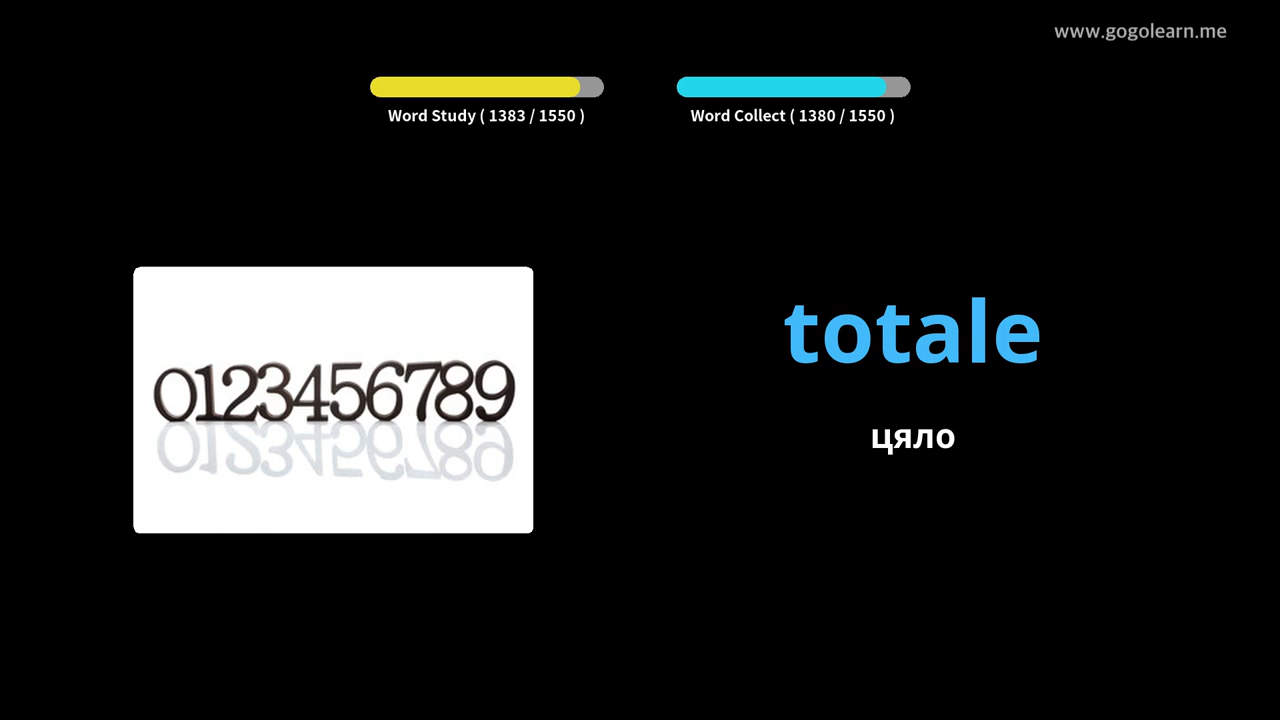 www.gogolearn.me
Word Study ( 1383 / 1550 )
Word Collect ( 1380 / 1550 )
0123456789
totale
цяло